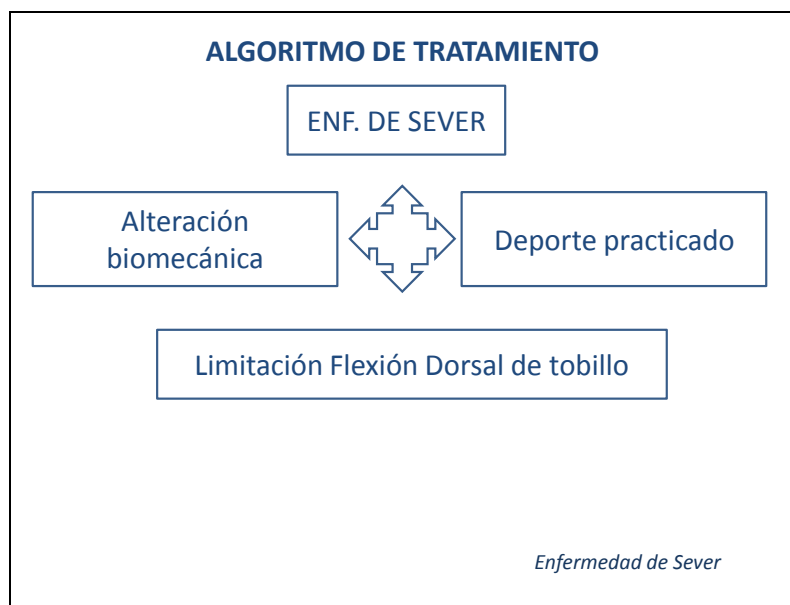 ALGORITMO DE TRATAMIENTO
ENF. DE SEVER
Alteración
biomecánica
Deporte practicado
Limitación Flexión Dorsal de tobillo
Enfermedad de Sever